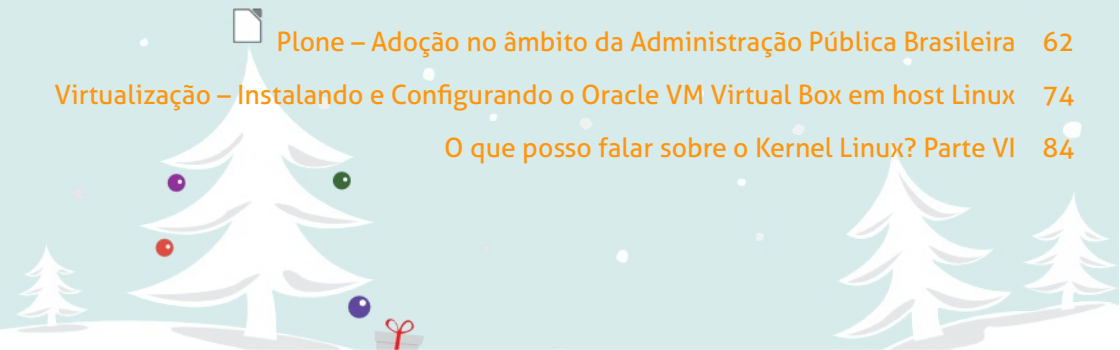 Plone – Adoção no âmbito da Administração Pública Brasileira 62
Virtualização – Instalando e Configurando o Oracle VM Virtual Box em host Linux 74
O que posso falar sobre o Kernel Linux? Parte VI 84